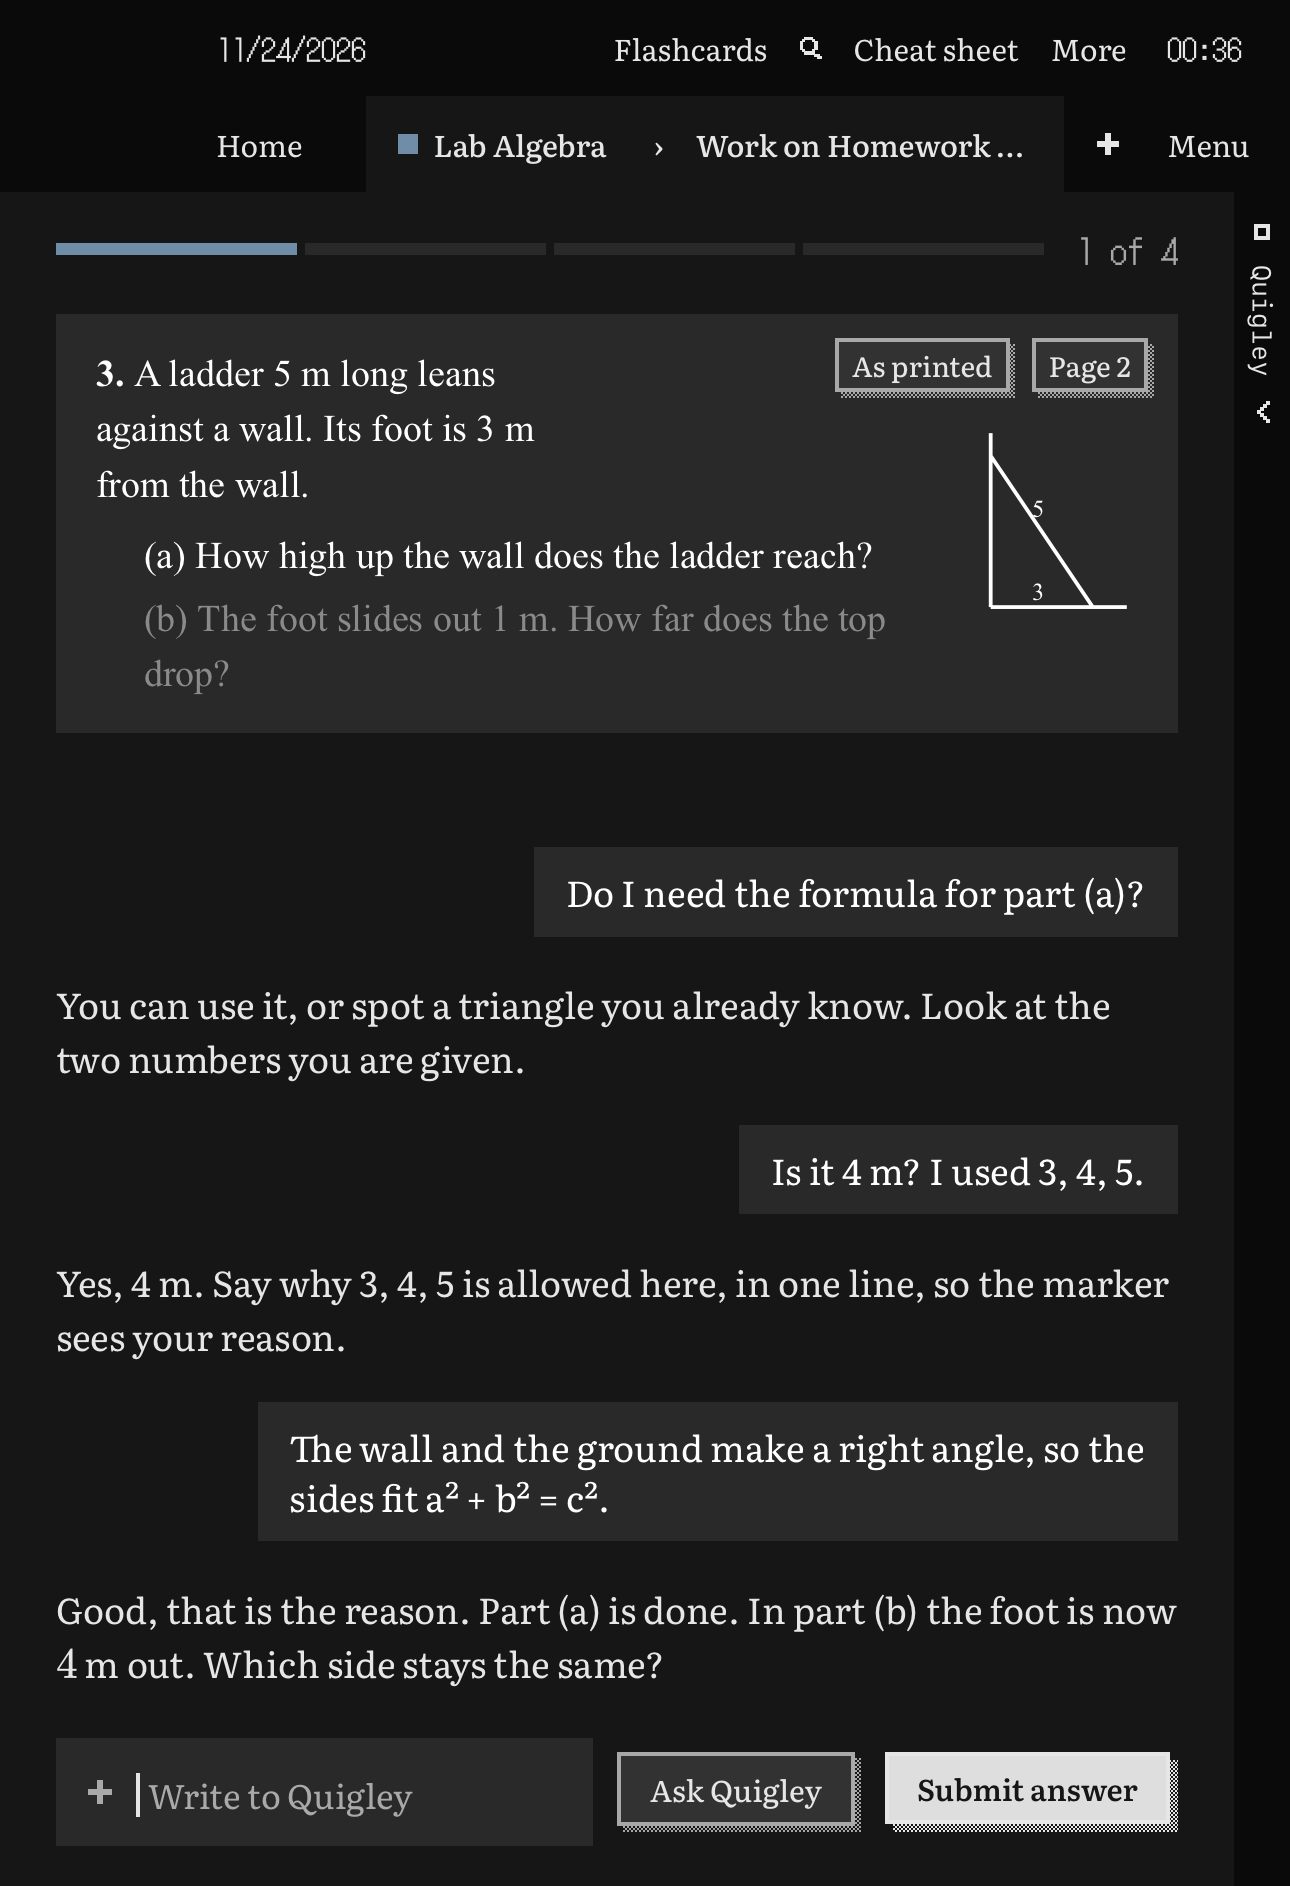 11/24/2026 Flashcards Cheat sheet More 00:36
Home Lab Algebra › Work on Homework ... Menu
1 of 4
Quigley
3. A ladder 5 m long leans
against a wall. Its foot is 3 m
from the wall.
As printed Page 2
(a) How high up the wall does the ladder reach?
(b) The foot slides out 1 m. How far does the top
drop?
5
3
Do I need the formula for part (a)?
You can use it, or spot a triangle you already know. Look at the
two numbers you are given.
Is it 4 m? I used 3, 4, 5.
Yes, 4 m. Say why 3, 4, 5 is allowed here, in one line, so the marker
sees your reason.
The wall and the ground make a right angle, so the
sides fit a² + b² = c².
Good, that is the reason. Part (a) is done. In part (b) the foot is now
4 m out. Which side stays the same?
Write to Quigley Ask Quigley Submit answer